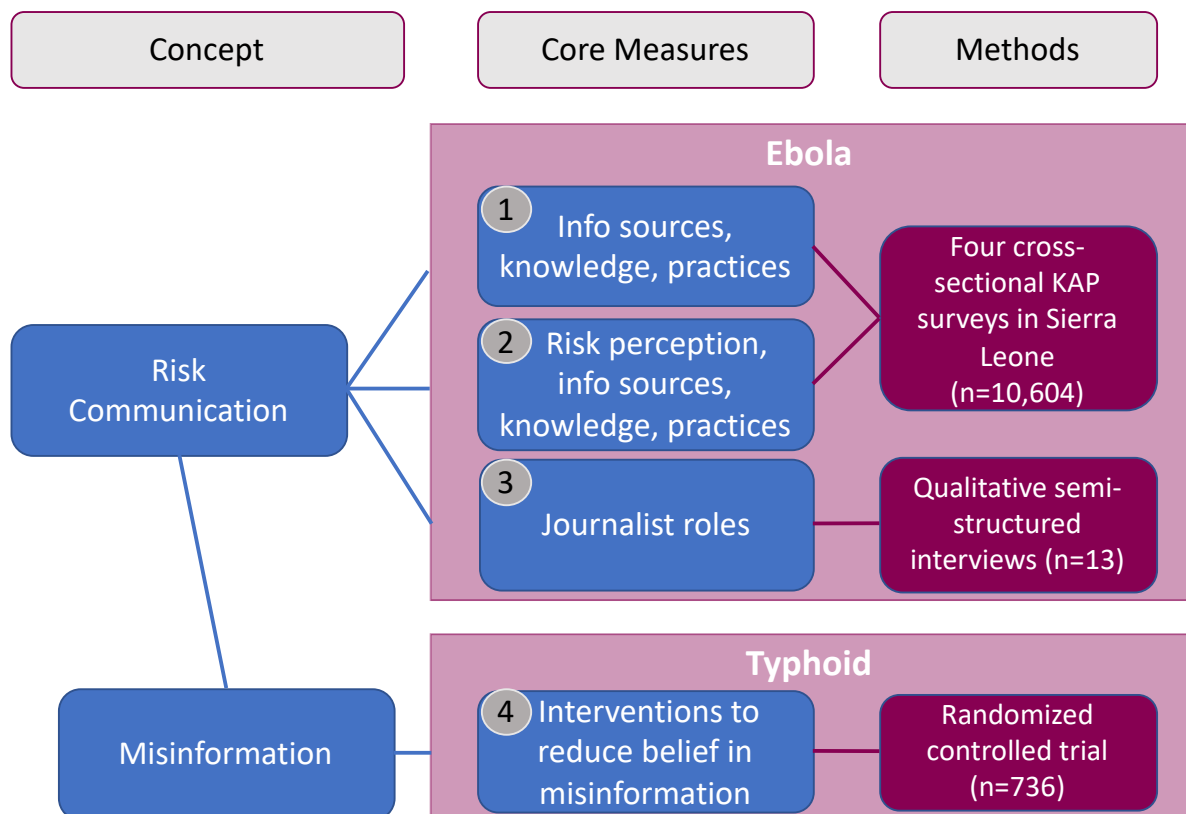 Concept
Core Measures
Methods
Ebola
1
Info sources,
knowledge, practices
2
Risk perception,
info sources,
knowledge, practices
3
Journalist roles
Four cross-
sectional KAP
surveys in Sierra
Leone
(n=10,604)
Qualitative semi-
structured
interviews (n=13)
Risk
Communication
Typhoid
Misinformation
4
Interventions to
reduce belief in
misinformation
Randomized
controlled trial
(n=736)